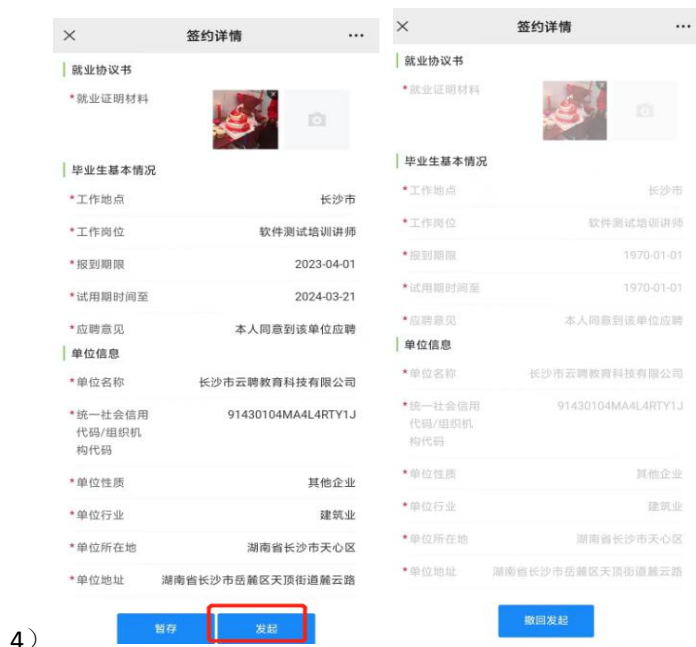 签约详情
就业协议书
*就业证明材料
毕业生基本情况
*工作地点 长沙市
*工作岗位 软件测试培训讲师
*报到期限 2023-04-01
*试用期时间至 2024-03-21
*应聘意见 本人同意到该单位应聘
单位信息
*单位名称 长沙市云聘教育科技有限公司
*统一社会信用代码/组织机构代码 91430104MA4L4RTY1J
*单位性质 其他企业
*单位行业 建筑业
*单位所在地 湖南省长沙市天心区
*单位地址 湖南省长沙市岳麓区天顶街道麓云路
暂存 发起
签约详情
就业协议书
*就业证明材料
毕业生基本情况
*工作地点 长沙市
*工作岗位 软件测试培训讲师
*报到期限 1970-01-01
*试用期时间至 1970-01-01
*应聘意见 本人同意到该单位应聘
单位信息
*单位名称 长沙市云聘教育科技有限公司
*统一社会信用代码/组织机构代码 91430104MA4L4RTY1J
*单位性质 其他企业
*单位行业 建筑业
*单位所在地 湖南省长沙市天心区
*单位地址 湖南省长沙市岳麓区天顶街道麓云路
撤回发起
4）